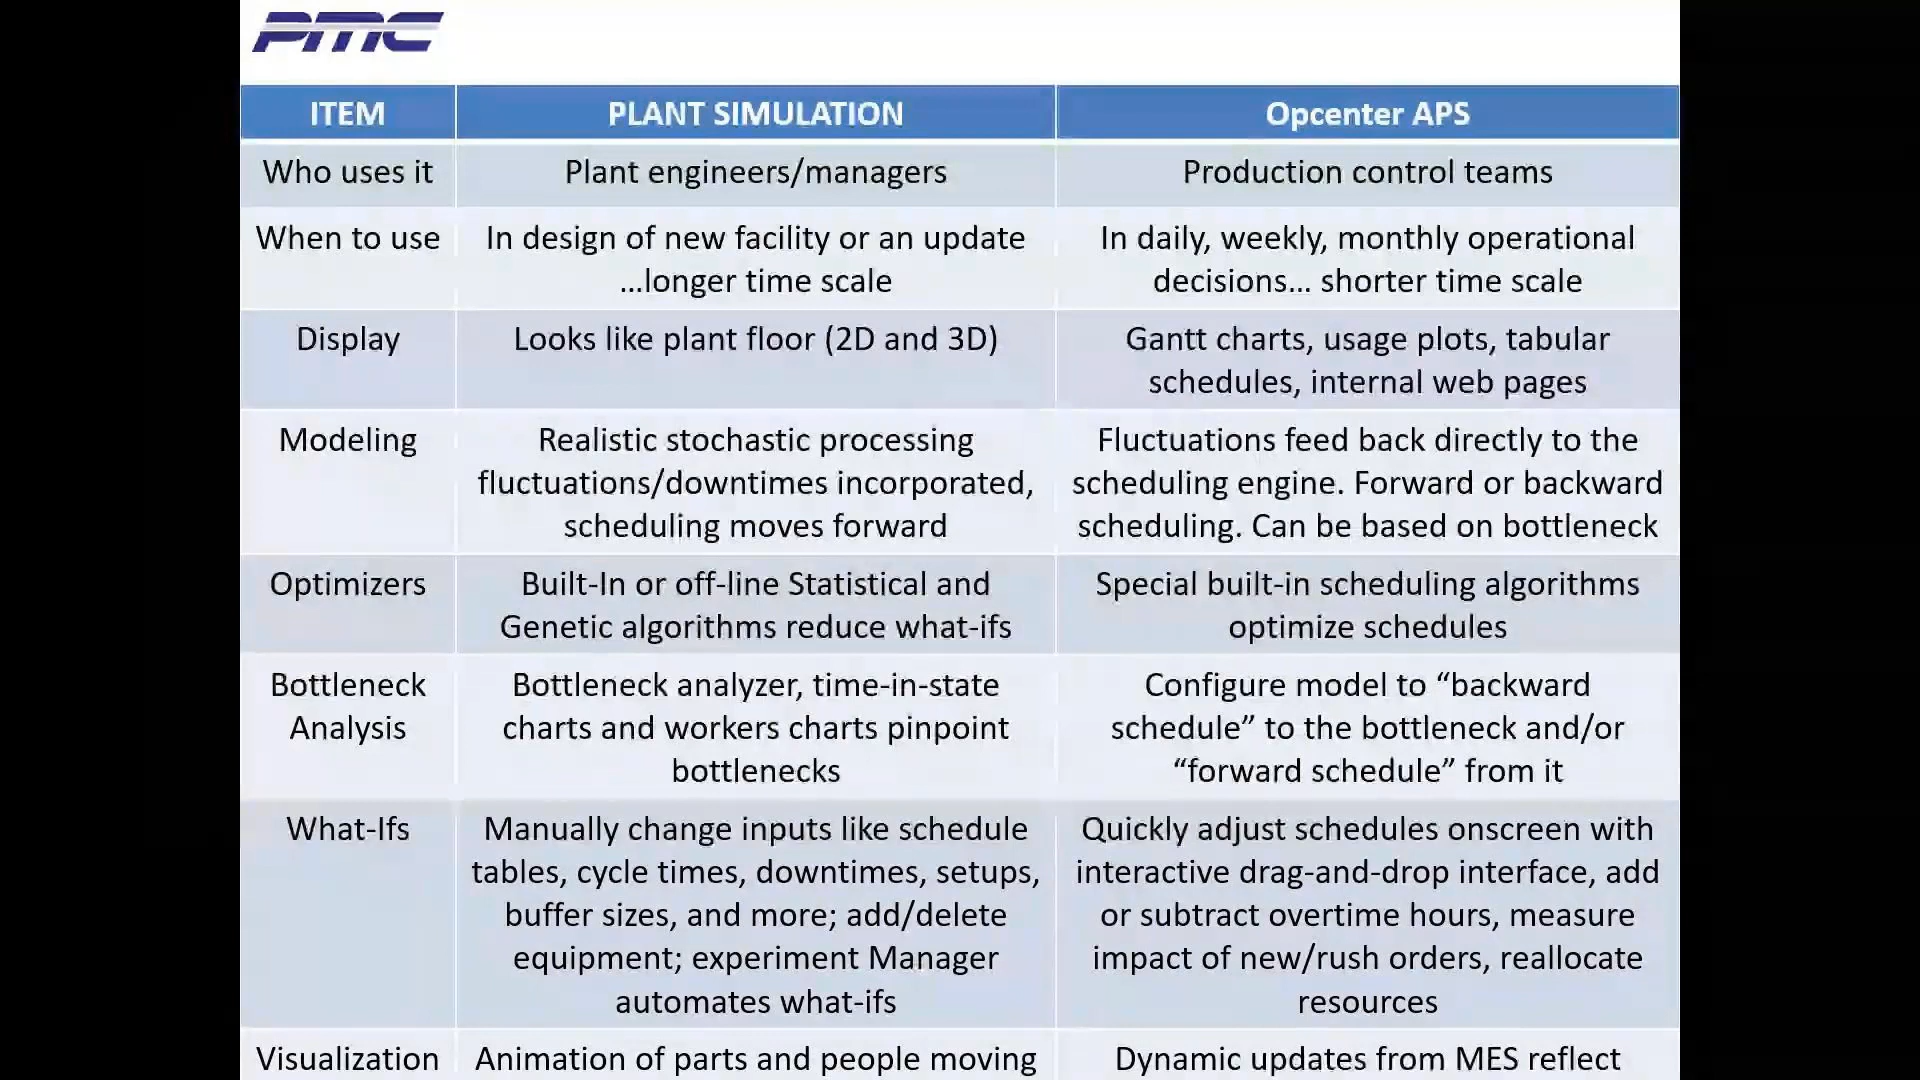 PMC
ITEM
PLANT SIMULATION
Opcenter APS
Who uses it
Plant engineers/managers
Production control teams
When to use
In design of new facility or an update
...longer time scale
In daily, weekly, monthly operational
decisions... shorter time scale
Display
Looks like plant floor (2D and 3D)
Gantt charts, usage plots, tabular
schedules, internal web pages
Modeling
Realistic stochastic processing
fluctuations/downtimes incorporated,
scheduling moves forward
Fluctuations feed back directly to the
scheduling engine. Forward or backward
scheduling. Can be based on bottleneck
Optimizers
Built-In or off-line Statistical and
Genetic algorithms reduce what-ifs
Special built-in scheduling algorithms
optimize schedules
Bottleneck
Analysis
Bottleneck analyzer, time-in-state
charts and workers charts pinpoint
bottlenecks
Configure model to “backward
schedule” to the bottleneck and/or
“forward schedule” from it
What-Ifs
Manually change inputs like schedule
tables, cycle times, downtimes, setups,
buffer sizes, and more; add/delete
equipment; experiment Manager
automates what-ifs
Quickly adjust schedules onscreen with
interactive drag-and-drop interface, add
or subtract overtime hours, measure
impact of new/rush orders, reallocate
resources
Visualization
Animation of parts and people moving
Dynamic updates from MES reflect